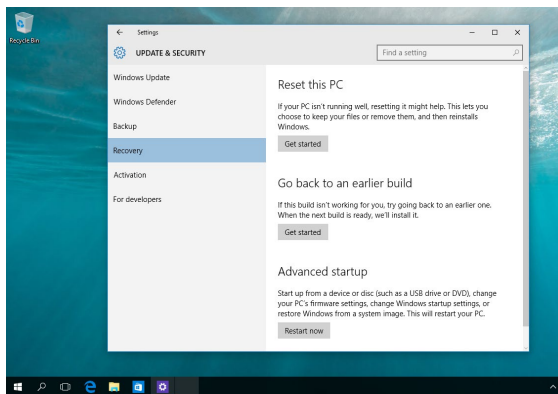 Recycle Bin
Settings
UPDATE & SECURITY
Find a setting
Windows Update
Windows Defender
Backup
Recovery
Activation
For developers
Reset this PC
If your PC isn't running well, resetting it might help. This lets you
choose to keep your files or remove them, and then reinstalls
Windows.
Get started
Go back to an earlier build
If this build isn't working for you, try going back to an earlier one.
When the next build is ready, we'll install it.
Get started
Advanced startup
Start up from a device or disc (such as a USB drive or DVD), change
your PC's firmware settings, change Windows startup settings, or
restore Windows from a system image. This will restart your PC.
Restart now